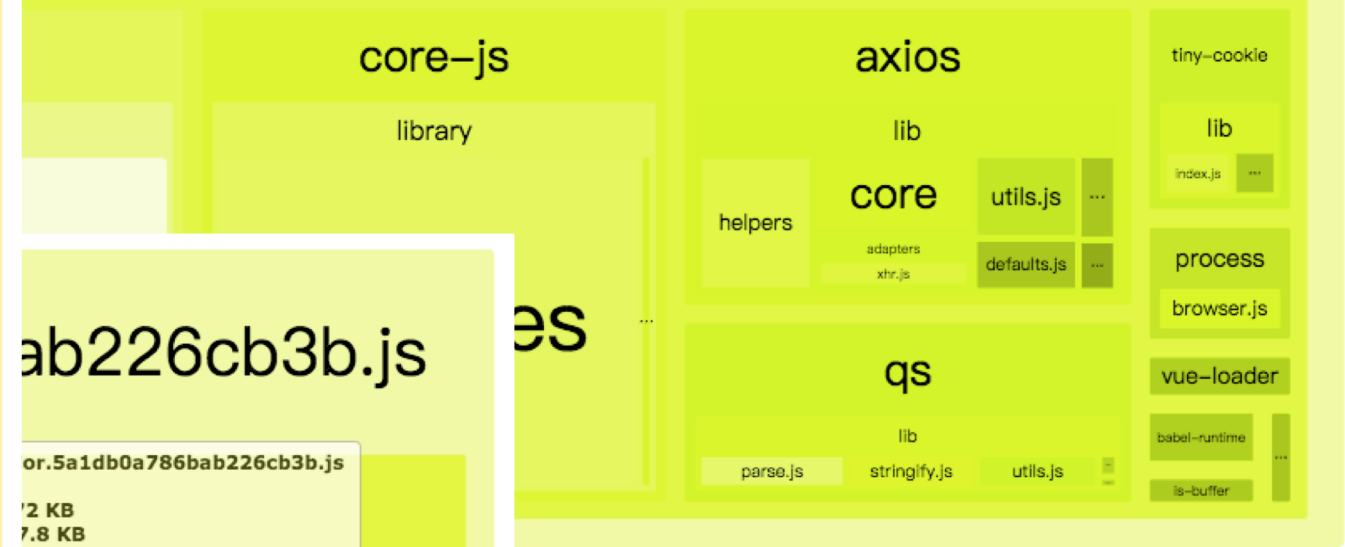 core-js
library
es
...
axios
lib
helpers
core
adapters
xhr.js
utils.js
...
defaults.js
...
qs
lib
parse.js
stringify.js
utils.js
tiny-cookie
lib
index.js
...
process
browser.js
vue-loader
babel-runtime
...
is-buffer
ab226cb3b.js
or.5a1db0a786bab226cb3b.js
72 KB
7.8 KB